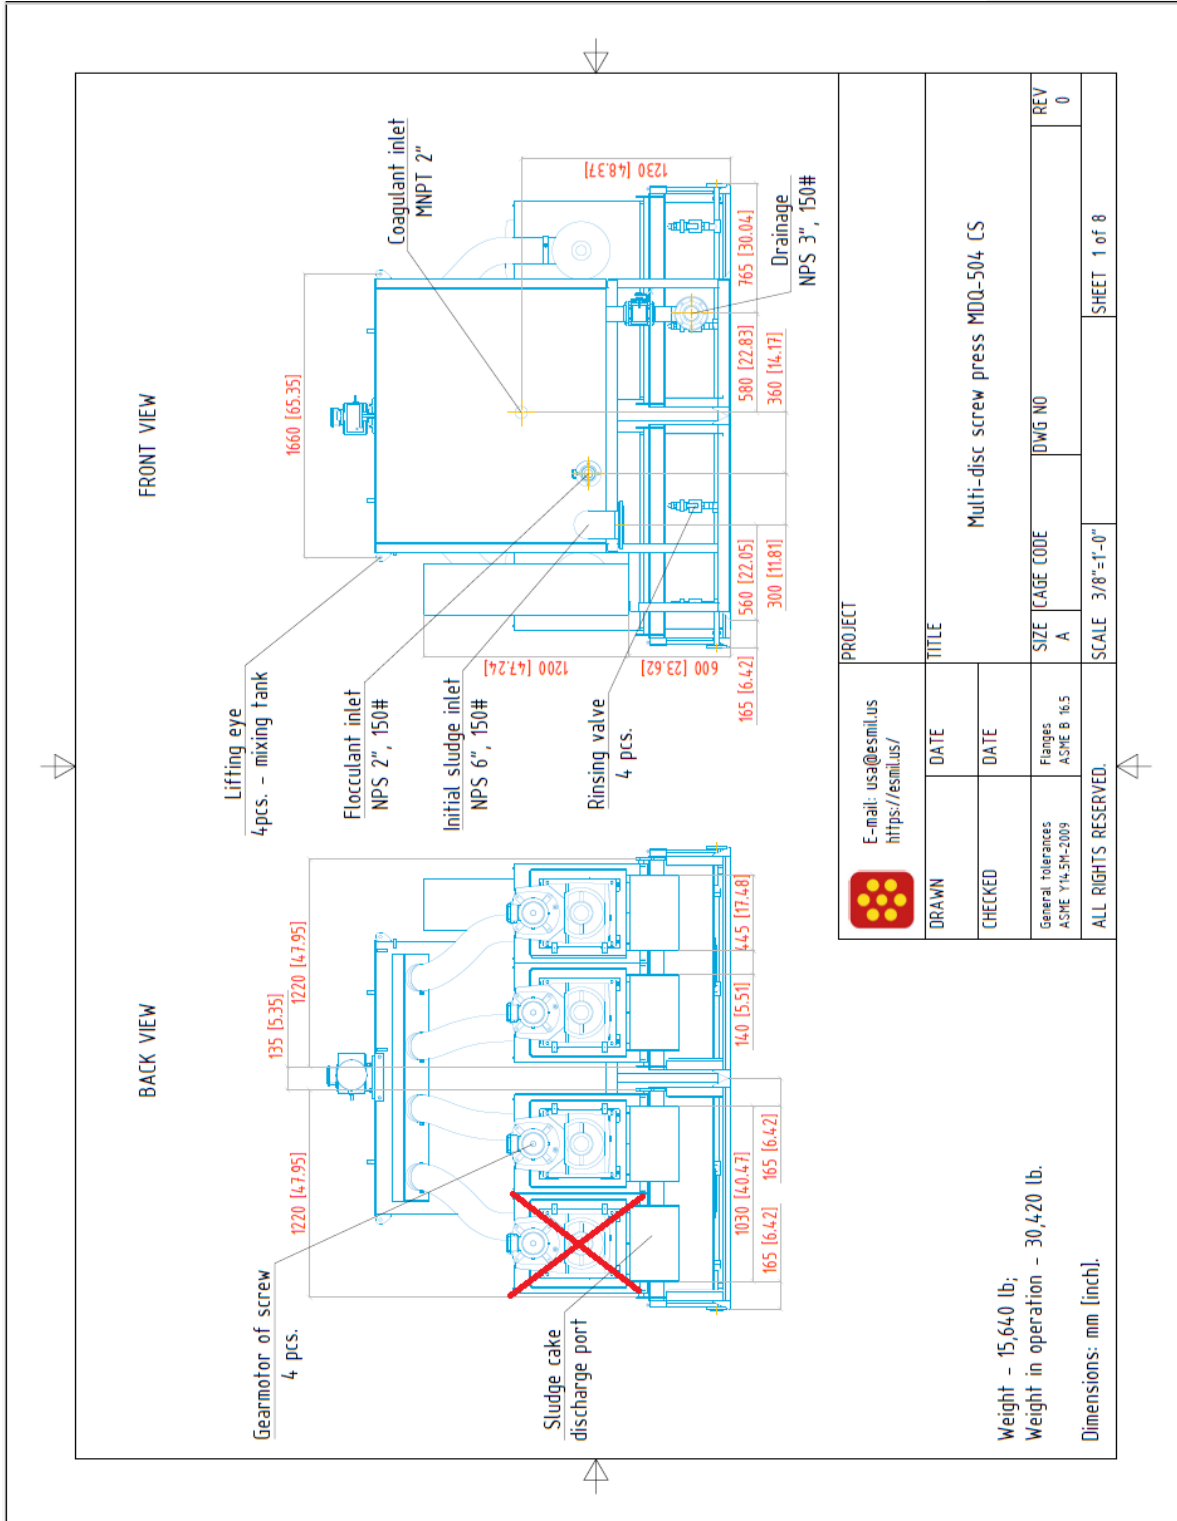 BACK VIEW
FRONT VIEW
Gearmotor of screw
4 pcs.
Sludge cake
discharge port
1220 [47.95]
135 [5.35]
1220 [47.95]
445 [17.48]
140 [5.51]
1030 [40.47]
165 [6.42]
165 [6.42]
Lifting eye
4pcs. - mixing tank
Flocculant inlet
NPS 2", 150#
Initial sludge inlet
NPS 6", 150#
Rinsing valve
4 pcs.
Coagulant inlet
MNPT 2"
Drainage
NPS 3", 150#
1660 [65.35]
1230 [48.37]
1200 [47.24]
600 [23.62]
165 [6.42]
560 [22.05]
300 [11.81]
580 [22.83]
360 [14.17]
765 [30.04]
Weight - 15,640 lb;
Weight in operation - 30,420 lb.
Dimensions: mm [inch].
E-mail: usa@esmil.us
https://esmil.us/
PROJECT
DRAWN
DATE
TITLE
CHECKED
DATE
Multi-disc screw press MDQ-504 CS
General tolerances
ASME Y14.5M-2009
Flanges
ASME B 16.5
SIZE
A
CAGE CODE
DWG NO
REV
0
ALL RIGHTS RESERVED.
SCALE 3/8"=1'-0"
SHEET 1 of 8